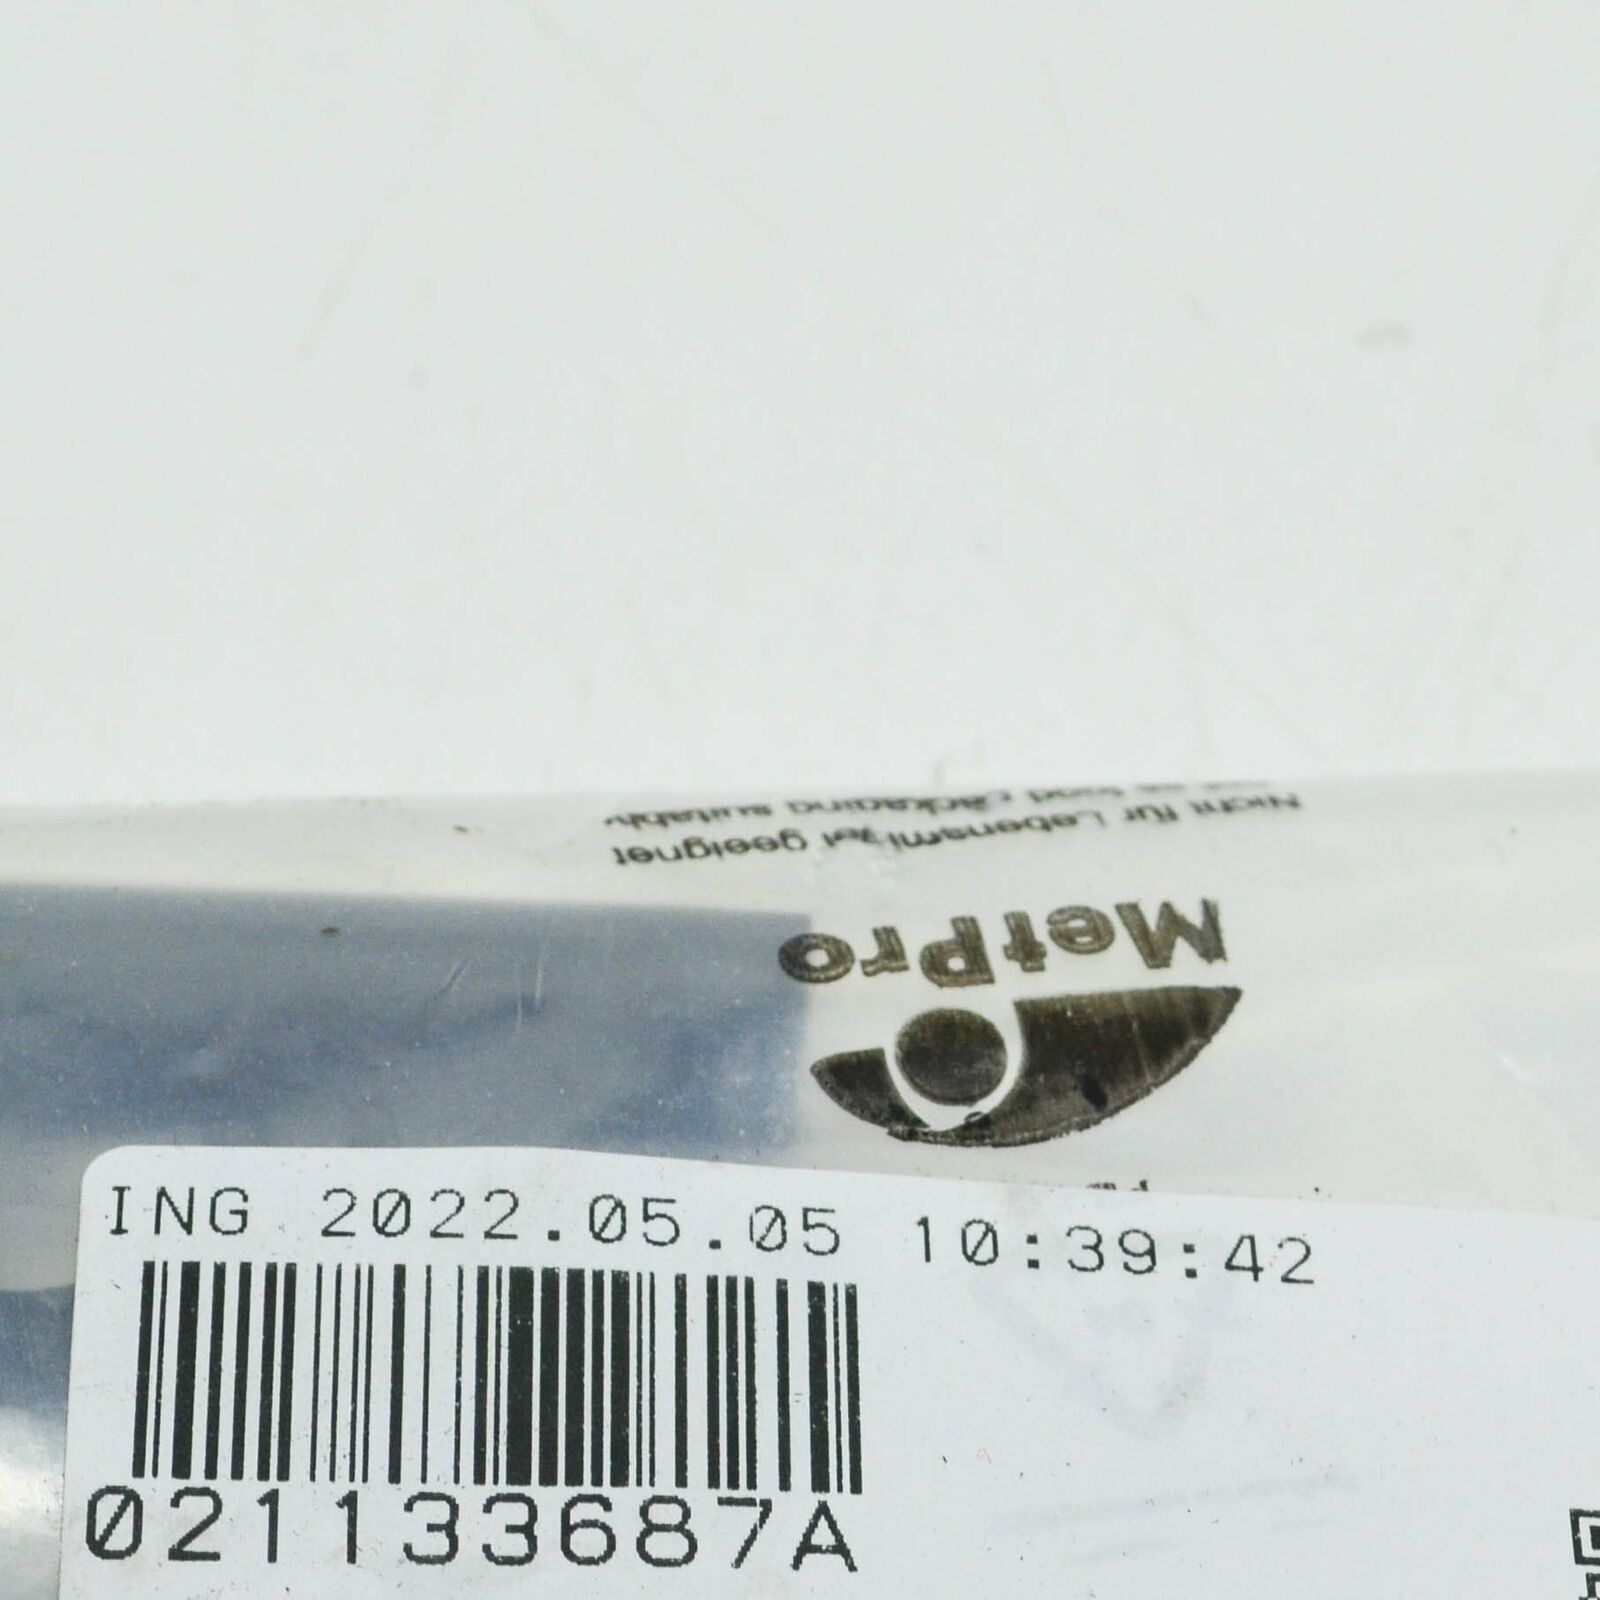 Nicht für Lebensmittel geeignet
MetPro
ING 2022.05.05 10:39:42
021133687A